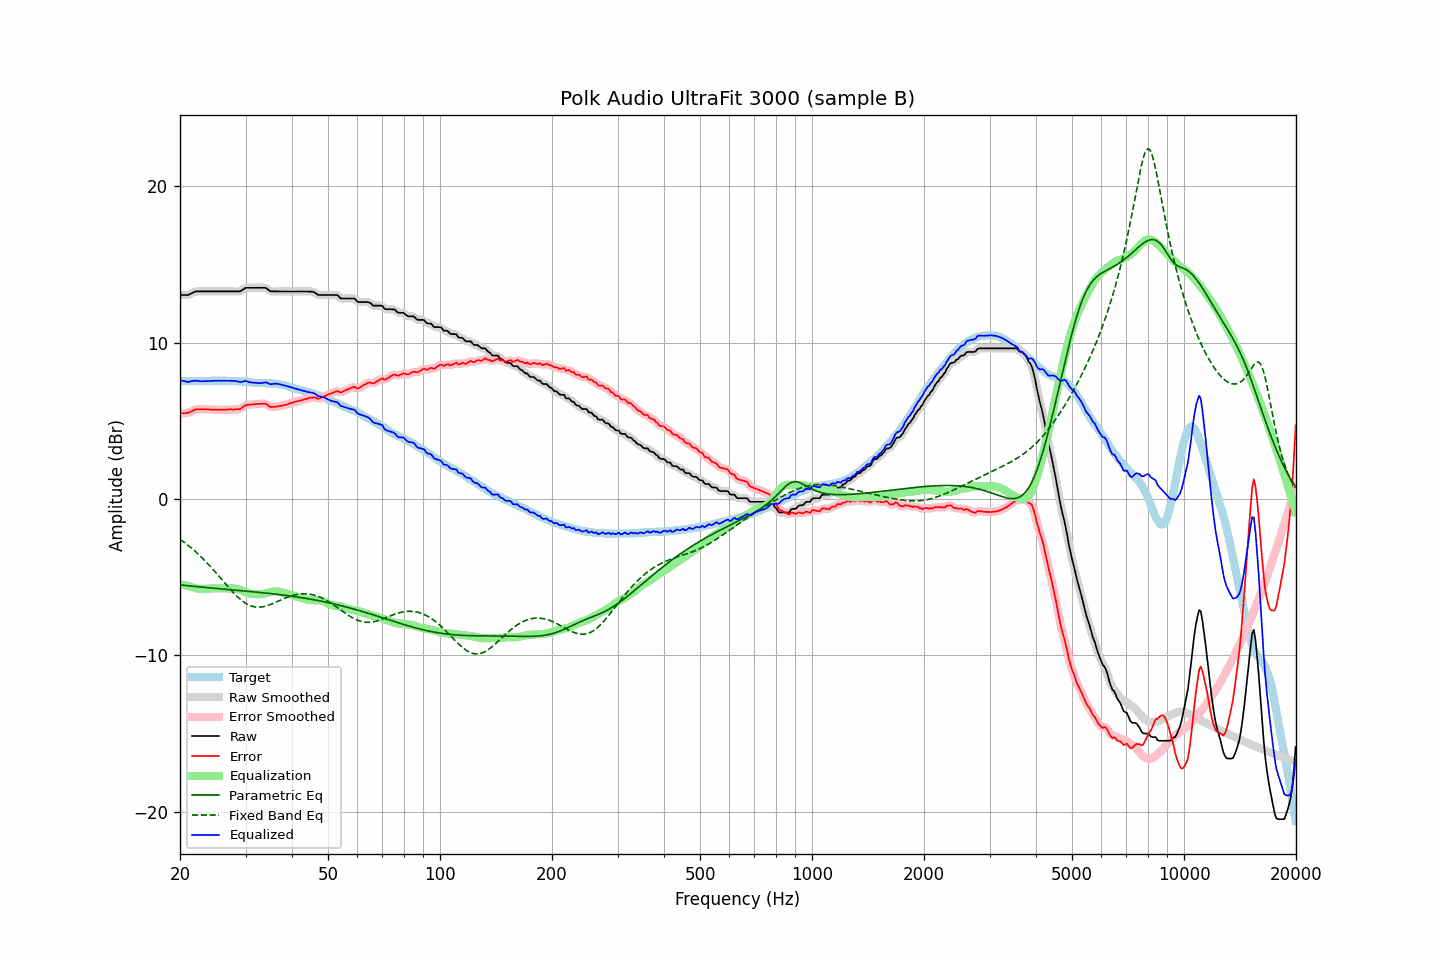 Polk Audio UltraFit 3000 (sample B)
Amplitude (dBr)
20
10
0
−10
−20
Target
Raw Smoothed
Error Smoothed
Raw
Error
Equalization
Parametric Eq
Fixed Band Eq
Equalized
20 50 100 200 500 1000 2000 5000 10000 20000
Frequency (Hz)